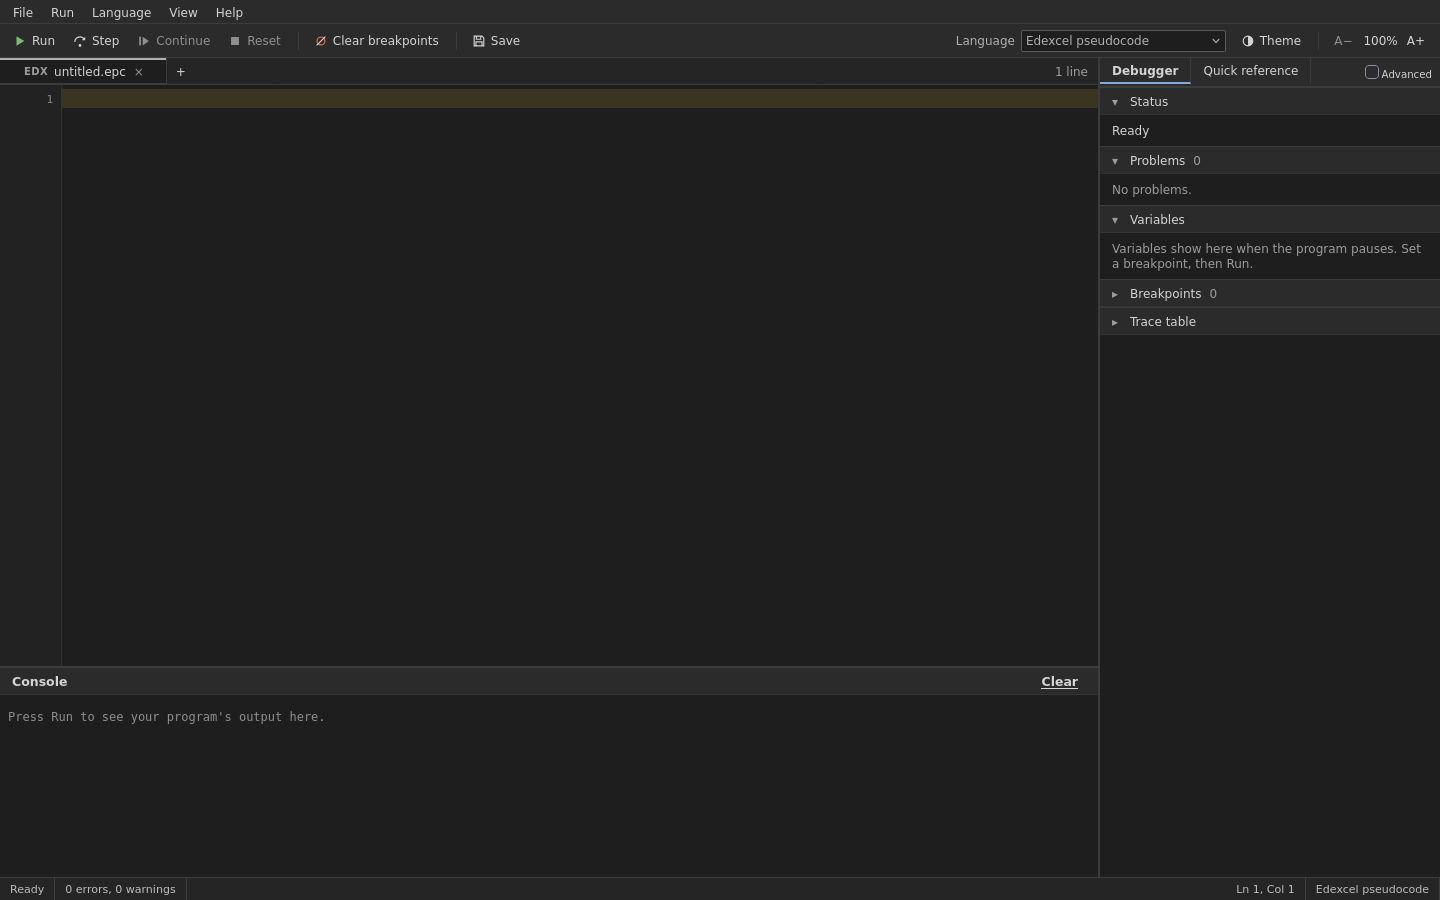 File Run Language View Help
Run Step Continue Reset Clear breakpoints Save Language Edexcel pseudocode Theme A− 100% A+
EDX untitled.epc × + 1 line
Debugger Quick reference Advanced
1
Status
Ready
Problems 0
No problems.
Variables
Variables show here when the program pauses. Set
a breakpoint, then Run.
Breakpoints 0
Trace table
Console Clear
Press Run to see your program's output here.
Ready 0 errors, 0 warnings Ln 1, Col 1 Edexcel pseudocode